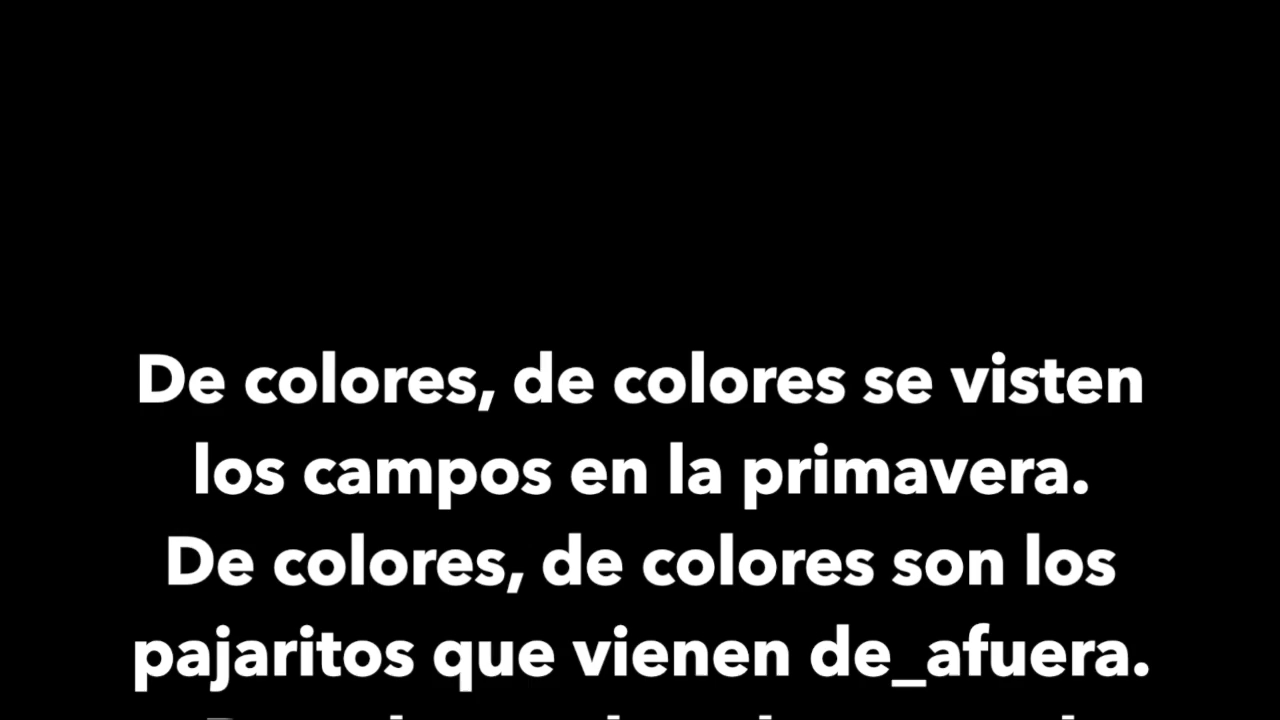 De colores, de colores se visten
los campos en la primavera.
De colores, de colores son los
pajaritos que vienen de_afuera.